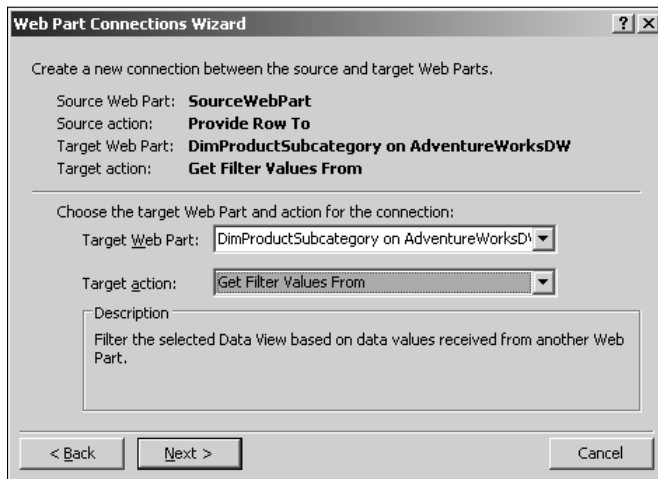 Web Part Connections Wizard
Create a new connection between the source and target Web Parts.
Source Web Part: SourceWebPart
Source action: Provide Row To
Target Web Part: DimProductSubcategory on AdventureWorksDW
Target action: Get Filter Values From
Choose the target Web Part and action for the connection:
Target Web Part: DimProductSubcategory on AdventureWorksD
Target action: Get Filter Values From
Description
Filter the selected Data View based on data values received from another Web
Part.
< Back Next > Cancel